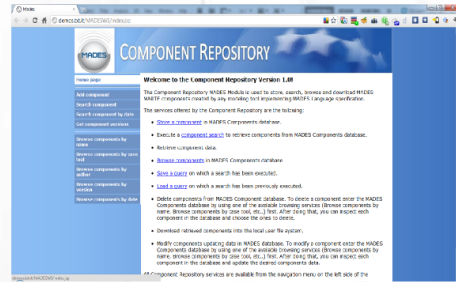 Mades
demos.txt.it/MADESWS/index.jsp
MADES
COMPONENT REPOSITORY
Home page
Add component
Search component
Search component by date
Get component versions
Browse components by
name
Browse components by case
tool
Browse components by
author
Browse components by
version
Browse components by date
Welcome to the Component Repository Version 1.
The Component Repository MADES Module is used to store, search, browse and download MADES
MARTE components created by any modeling tool implementing MADES Language specification.
The services offered by the Component Repository are the following:
• Store a component in MADES Components database.
• Execute a component search to retrieve components from MADES Components database.
• Retrieve component data.
• Browse components in MADES Components database
• Save a query on which a search has been executed.
• Load a query on which a search has been previously executed.
• Delete components from MADES Component database. To delete a component enter the MADES
Components database by using one of the available browsing services (Browse components by
name, Browse components by case tool, etc..) first. After doing that, you can inspect each
component in the database and choose the ones to delete.
• Download retrieved components into the local user file system.
• Modify components updating data in MADES database. To modify a component enter the MADES
Components database by using one of the available browsing services (Browse components by
name, Browse components by case tool, etc..) first. After doing that, you can inspect each
component in the database and update the desired components data.
All Component Repository services are available from the navigation menu on the left side of the